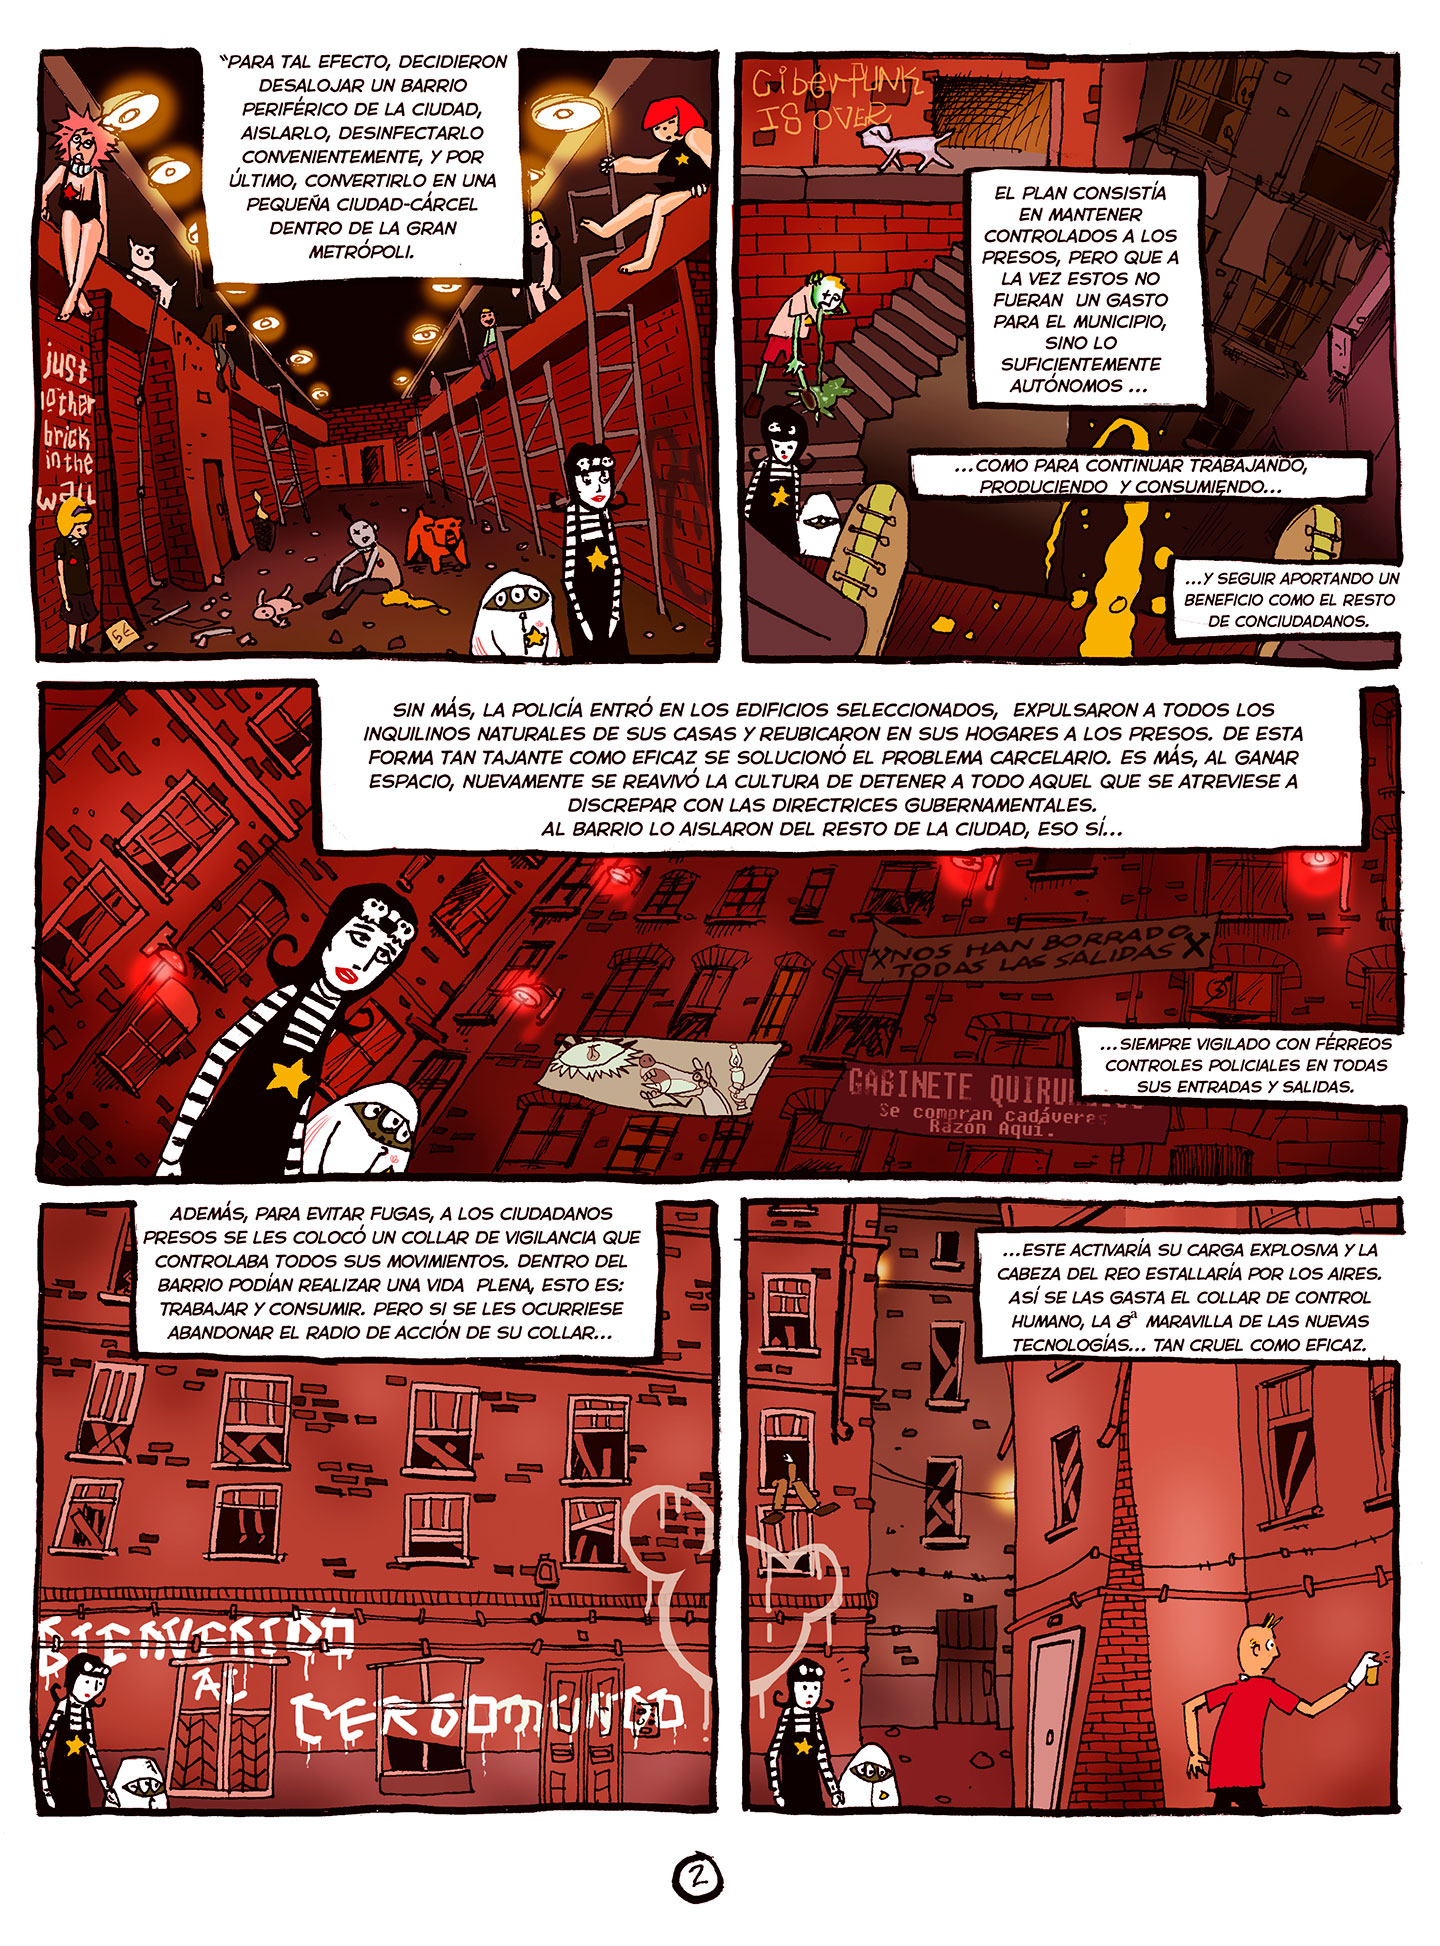 “PARA TAL EFECTO, DECIDIERON
DESALOJAR UN BARRIO
PERIFÉRICO DE LA CIUDAD,
AISLARLO, DESINFECTARLO
CONVENIENTEMENTE, Y POR
ÚLTIMO, CONVERTIRLO EN UNA
PEQUEÑA CIUDAD-CÁRCEL
DENTRO DE LA GRAN
METRÓPOLI.
just
brick
in the
wall
5€
CiberPUNK
IS OVER
EL PLAN CONSISTÍA
EN MANTENER
CONTROLADOS A LOS
PRESOS, PERO QUE A
LA VEZ ESTOS NO
FUERAN UN GASTO
PARA EL MUNICIPIO,
SINO LO
SUFICIENTEMENTE
AUTÓNOMOS ...
...COMO PARA CONTINUAR TRABAJANDO,
PRODUCIENDO Y CONSUMIENDO...
...Y SEGUIR APORTANDO UN
BENEFICIO COMO EL RESTO
DE CONCIUDADANOS.
SIN MÁS, LA POLICÍA ENTRÓ EN LOS EDIFICIOS SELECCIONADOS, EXPULSARON A TODOS LOS
INQUILINOS NATURALES DE SUS CASAS Y REUBICARON EN SUS HOGARES A LOS PRESOS. DE ESTA
FORMA TAN TAJANTE COMO EFICAZ SE SOLUCIONÓ EL PROBLEMA CARCELARIO. ES MÁS, AL GANAR
ESPACIO, NUEVAMENTE SE REAVIVÓ LA CULTURA DE DETENER A TODO AQUEL QUE SE ATREVIESE A
DISCREPAR CON LAS DIRECTRICES GUBERNAMENTALES.
AL BARRIO LO AISLARON DEL RESTO DE LA CIUDAD, ESO SÍ...
NOS HAN BORRADO
TODAS LAS SALIDAS
...SIEMPRE VIGILADO CON FÉRREOS
CONTROLES POLICIALES EN TODAS
SUS ENTRADAS Y SALIDAS.
GABINETE
Se compran cadáveres
Razón Aquí.
ADEMÁS, PARA EVITAR FUGAS, A LOS CIUDADANOS
PRESOS SE LES COLOCÓ UN COLLAR DE VIGILANCIA QUE
CONTROLABA TODOS SUS MOVIMIENTOS. DENTRO DEL
BARRIO PODÍAN REALIZAR UNA VIDA PLENA, ESTO ES:
TRABAJAR Y CONSUMIR. PERO SI SE LES OCURRIESE
ABANDONAR EL RADIO DE ACCIÓN DE SU COLLAR...
BIENVENIDO
AL
CERDOMUNDO
...ESTE ACTIVARÍA SU CARGA EXPLOSIVA Y LA
CABEZA DEL REO ESTALLARÍA POR LOS AIRES.
ASÍ SE LAS GASTA EL COLLAR DE CONTROL
HUMANO, LA 8ª MARAVILLA DE LAS NUEVAS
TECNOLOGÍAS... TAN CRUEL COMO EFICAZ.
2